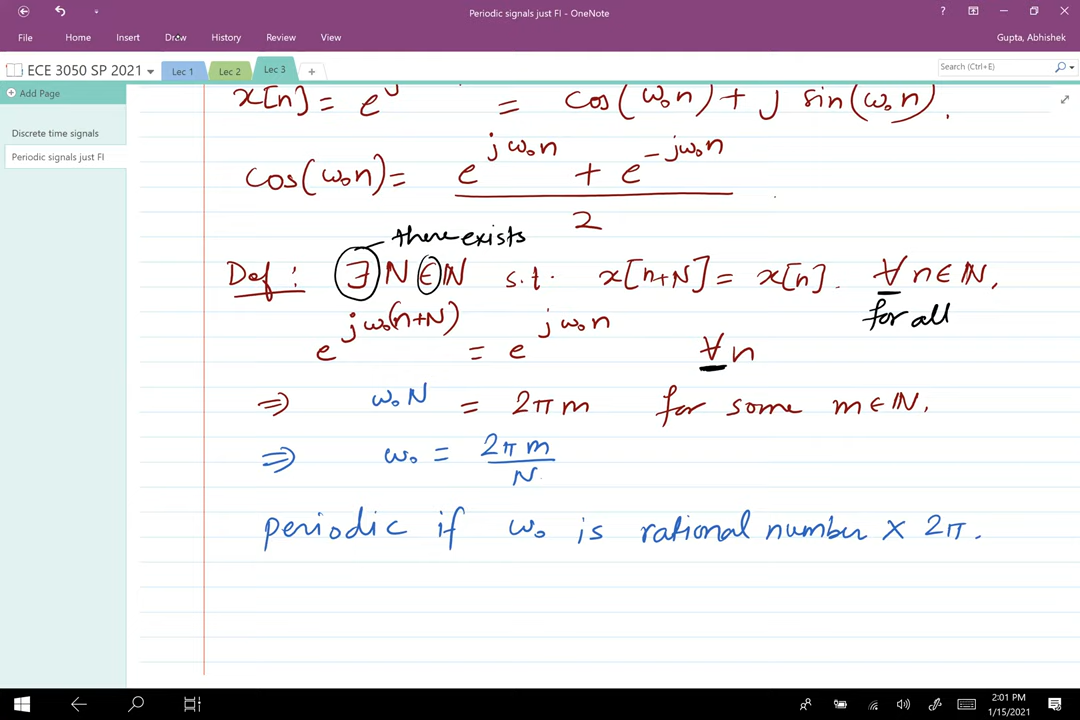 Periodic signals just FI - OneNote
File Home Insert Draw History Review View
Gupta, Abhishek
ECE 3050 SP 2021
Lec 1 Lec 2 Lec 3 +
Search (Ctrl+E)
Add Page
Discrete time signals
Periodic signals just FI
x[n] = e^j = cos(ω₀n) + j sin(ω₀n).
cos(ω₀n) = (e^{jω₀n} + e^{-jω₀n}) / 2
there exists
Def: ∃ N ∈ ℕ s.t. x[n+N] = x[n]. ∀ n ∈ ℕ,
for all
e^{jω₀(n+N)} = e^{jω₀n} ∀ n
⇒ ω₀N = 2πm for some m ∈ ℕ.
⇒ ω₀ = 2πm / N
periodic if ω₀ is rational number × 2π.
2:01 PM
1/15/2021